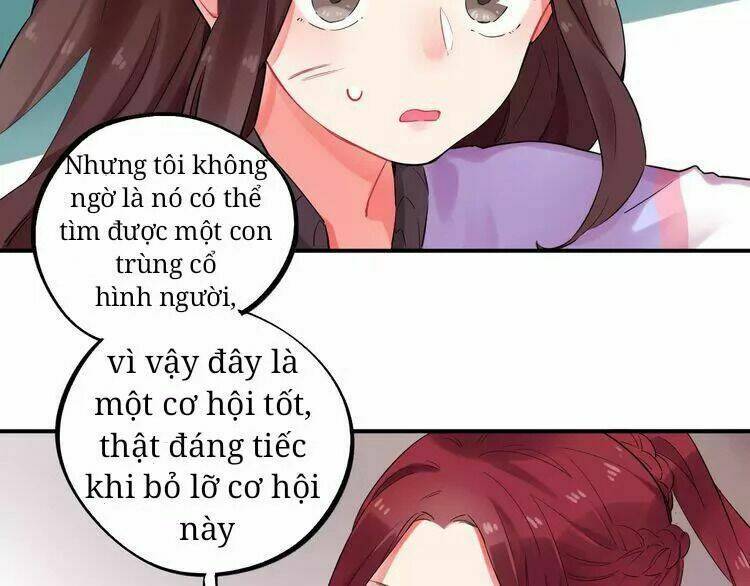 Nhưng tôi không
ngờ là nó có thể
tìm được một con
trùng cổ
hình người,
vì vậy đây là
một cơ hội tốt,
thật đáng tiếc
khi bỏ lỡ cơ hội
này